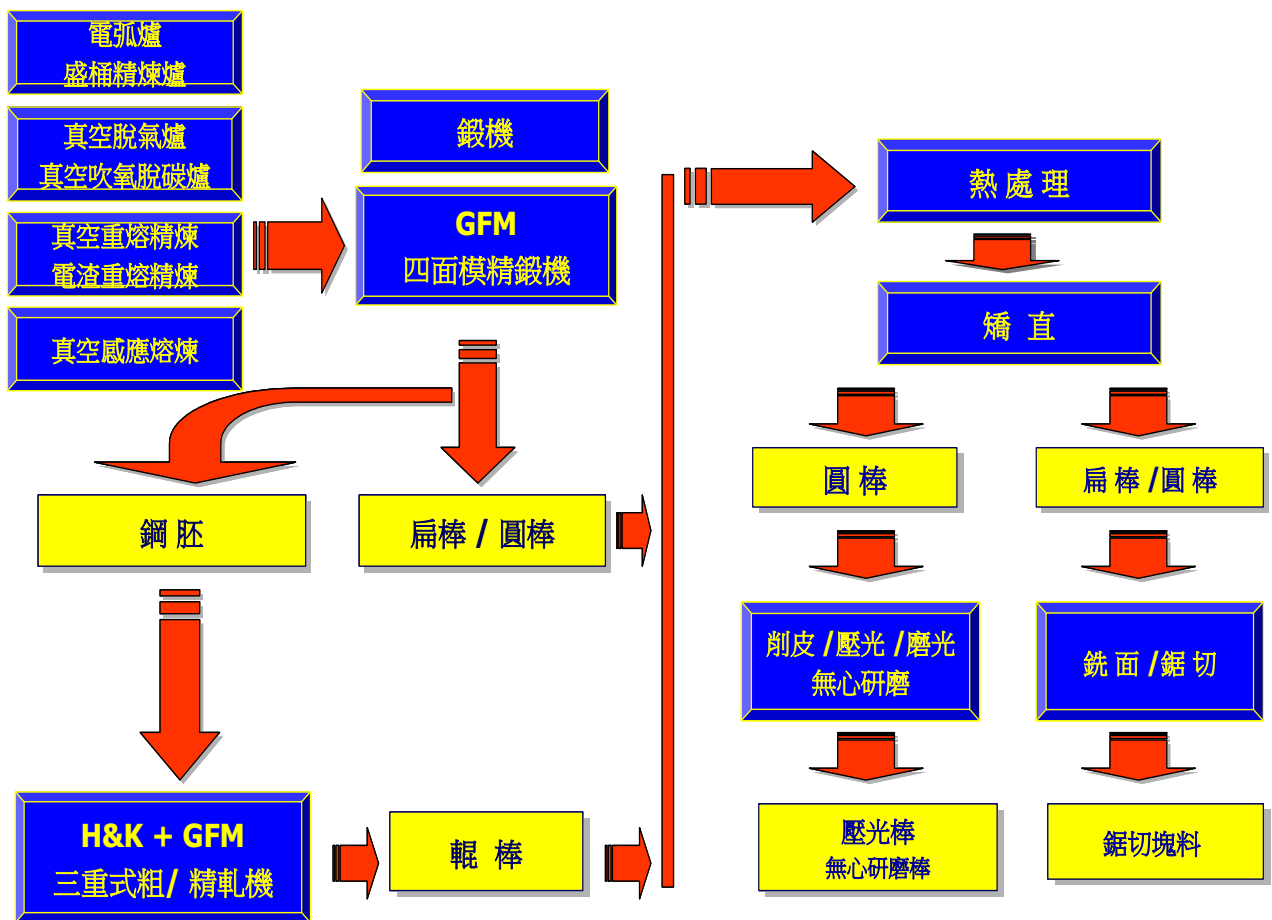 電弧爐
盛桶精煉爐
真空脫氣爐
真空吹氧脫碳爐
真空重熔精煉
電渣重熔精煉
真空感應熔煉
鍛機
GFM
四面模精鍛機
鋼胚
扁棒 / 圓棒
H&K + GFM
三重式粗/ 精軋機
輥 棒
熱 處 理
矯 直
圓 棒
扁 棒 /圓 棒
削皮 /壓光 /磨光
無心研磨
銑 面 /鋸 切
壓光棒
無心研磨棒
鋸切塊料